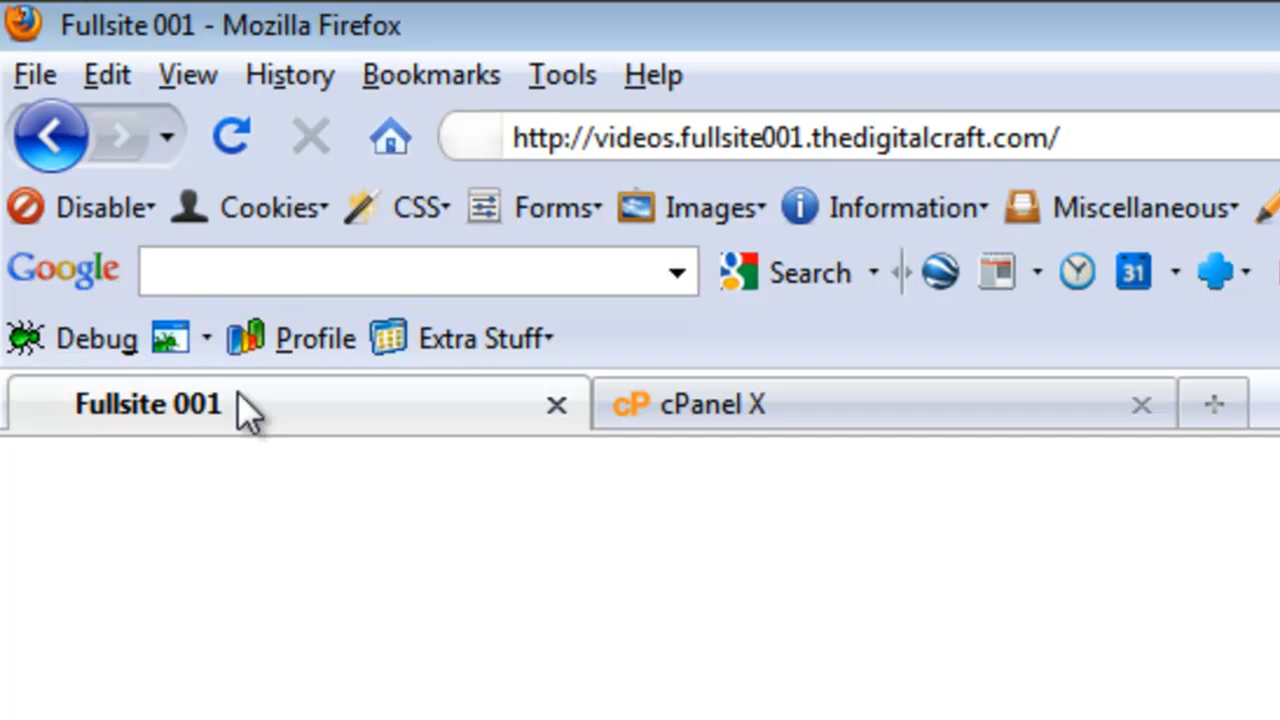 Fullsite 001 - Mozilla Firefox
File Edit View History Bookmarks Tools Help
http://videos.fullsite001.thedigitalcraft.com/
Disable Cookies CSS Forms Images Information Miscellaneous
Google Search 31
Debug Profile Extra Stuff
Fullsite 001 cP cPanel X